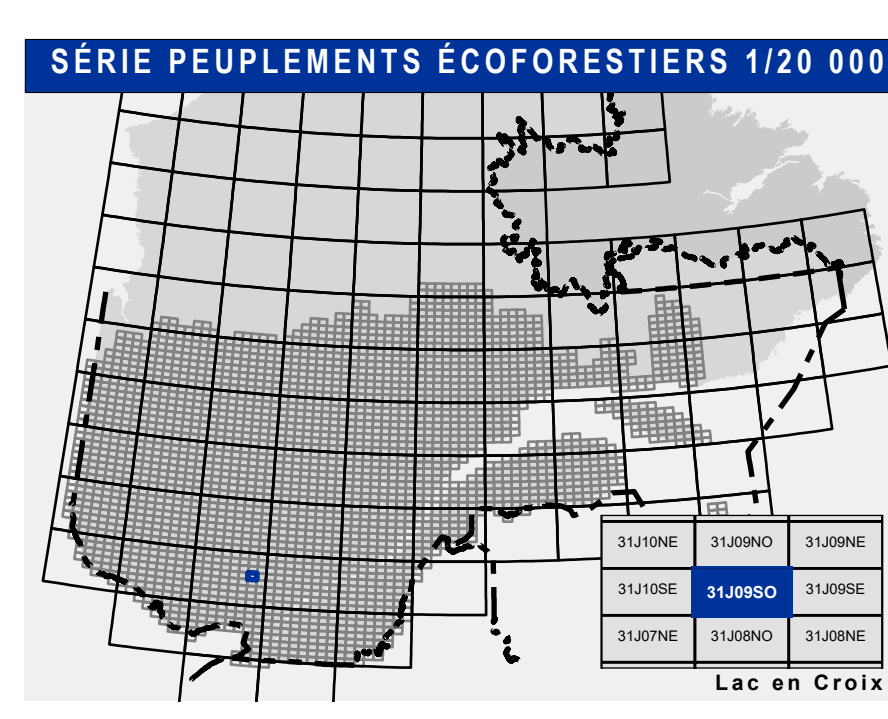 SÉRIE PEUPLEMENTS ÉCOFORESTIERS 1/20 000
31J10NE 31J09NO 31J09NE
31J10SE 31J09SO 31J09SE
31J07NE 31J08NO 31J08NE
Lac en Croix